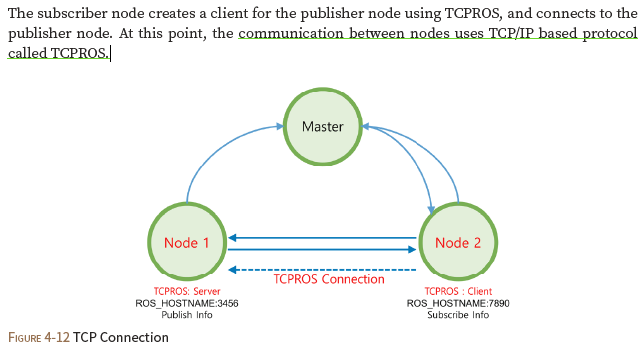 The subscriber node creates a client for the publisher node using TCPROS, and connects to the
publisher node. At this point, the communication between nodes uses TCP/IP based protocol
called TCPROS.
Master
Node 1
Node 2
TCPROS Connection
TCPROS: Server
ROS_HOSTNAME:3456
Publish Info
TCPROS : Client
ROS_HOSTNAME:7890
Subscribe Info
FIGURE 4-12 TCP Connection